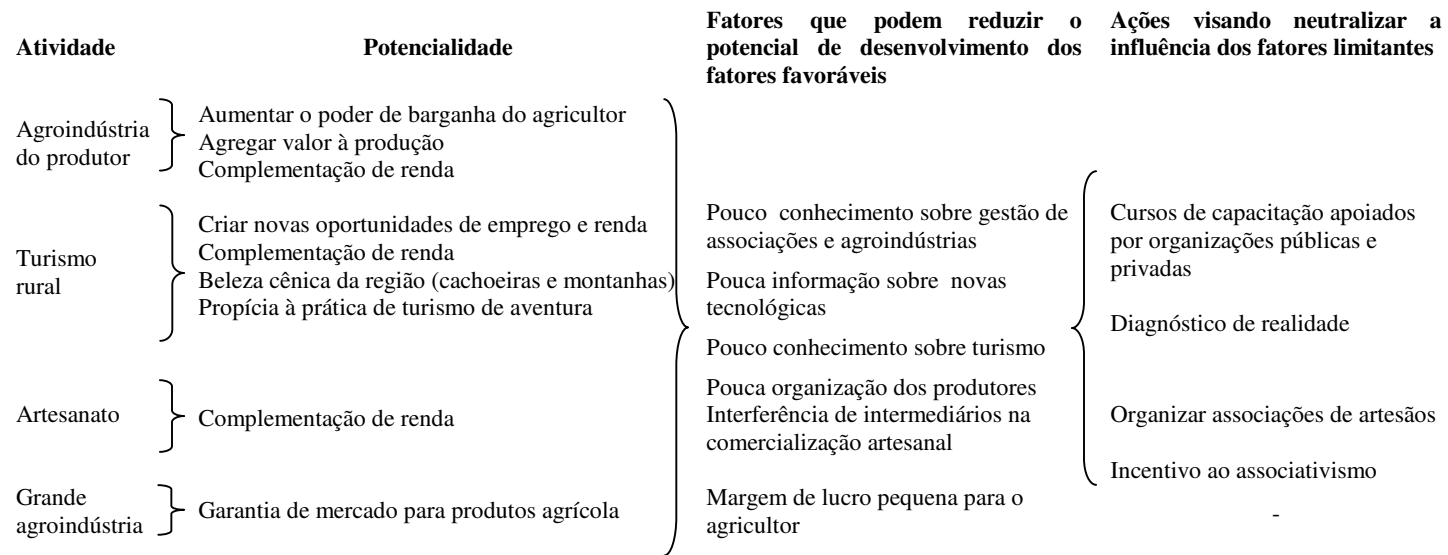 Atividade
Potencialidade
Fatores que podem reduzir o
potencial de desenvolvimento dos
fatores favoráveis
Ações visando neutralizar a
influência dos fatores limitantes
Agroindústria
do produtor
Aumentar o poder de barganha do agricultor
Agregar valor à produção
Complementação de renda
Turismo
rural
Criar novas oportunidades de emprego e renda
Complementação de renda
Beleza cênica da região (cachoeiras e montanhas)
Propícia à prática de turismo de aventura
Artesanato
Complementação de renda
Grande
agroindústria
Garantia de mercado para produtos agrícola
Pouco conhecimento sobre gestão de
associações e agroindústrias
Pouca informação sobre novas
tecnológicas
Pouco conhecimento sobre turismo
Pouca organização dos produtores
Interferência de intermediários na
comercialização artesanal
Margem de lucro pequena para o
agricultor
Cursos de capacitação apoiados
por organizações públicas e
privadas
Diagnóstico de realidade
Organizar associações de artesãos
Incentivo ao associativismo
-